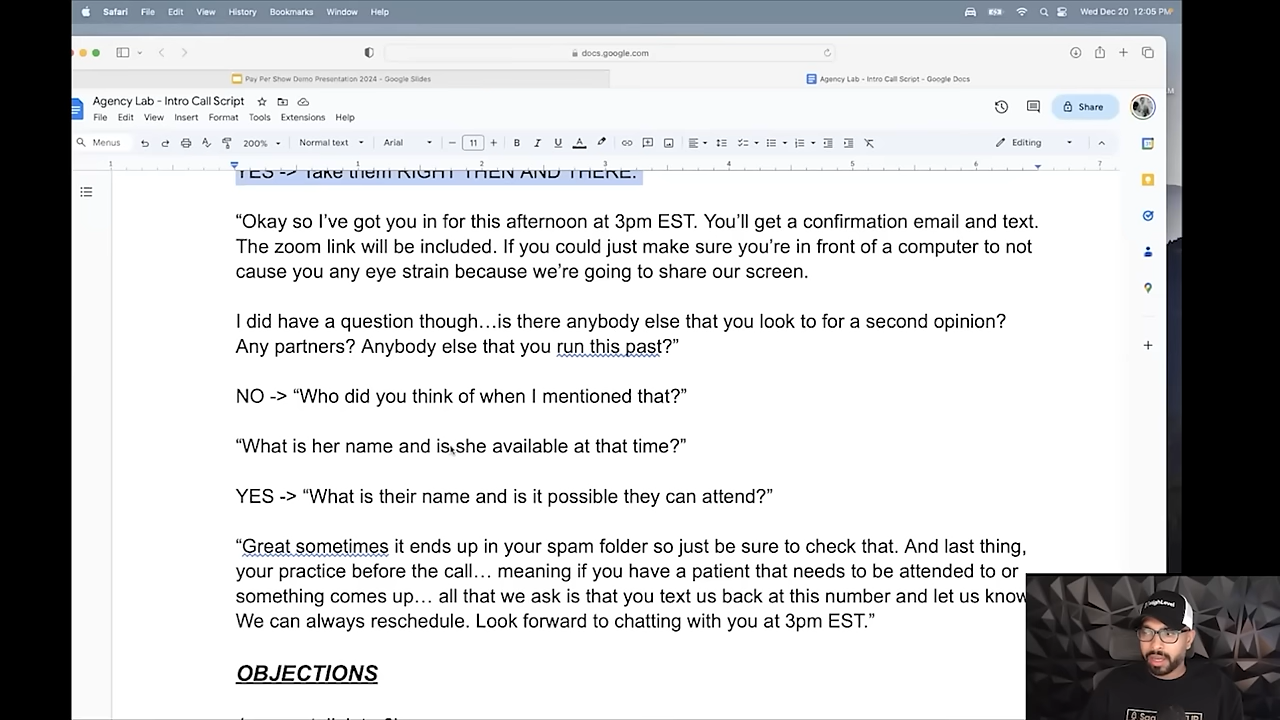 Safari File Edit View History Bookmarks Window Help
Wed Dec 20 12:05 PM
docs.google.com
Pay Per Show Demo Presentation 2024 - Google Slides
Agency Lab - Intro Call Script - Google Docs
Agency Lab - Intro Call Script
Share
File Edit View Insert Format Tools Extensions Help
Menus 200% Normal text Arial 11 Editing
1 1 2 3 4 5 6 7
YES -> Take them RIGHT THEN AND THERE.
“Okay so I’ve got you in for this afternoon at 3pm EST. You’ll get a confirmation email and text.
The zoom link will be included. If you could just make sure you’re in front of a computer to not
cause you any eye strain because we’re going to share our screen.
I did have a question though…is there anybody else that you look to for a second opinion?
Any partners? Anybody else that you run this past?”
NO -> “Who did you think of when I mentioned that?”
“What is her name and is she available at that time?”
YES -> “What is their name and is it possible they can attend?”
“Great sometimes it ends up in your spam folder so just be sure to check that. And last thing,
your practice before the call… meaning if you have a patient that needs to be attended to or
something comes up… all that we ask is that you text us back at this number and let us know
We can always reschedule. Look forward to chatting with you at 3pm EST.”
OBJECTIONS